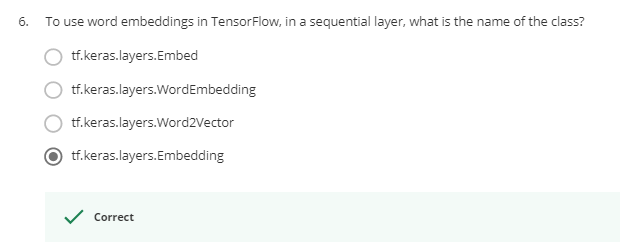 6. To use word embeddings in TensorFlow, in a sequential layer, what is the name of the class?
tf.keras.layers.Embed
tf.keras.layers.WordEmbedding
tf.keras.layers.Word2Vector
tf.keras.layers.Embedding
Correct